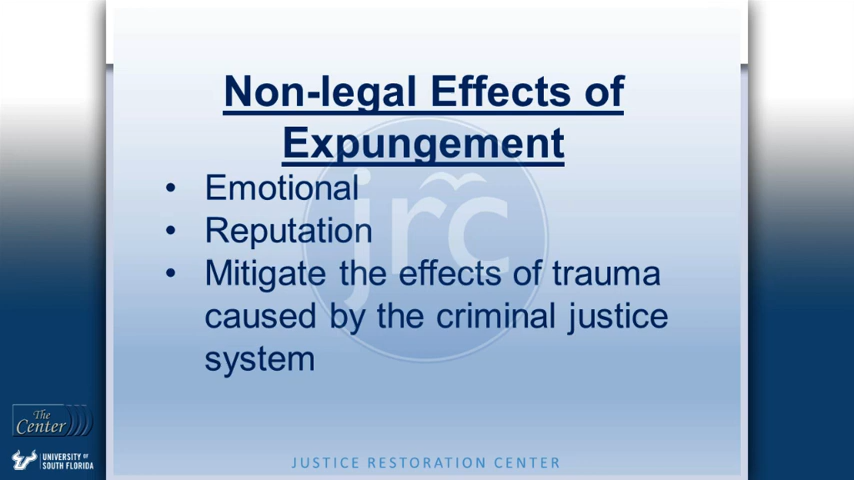 Non-legal Effects of
Expungement
• Emotional
• Reputation
• Mitigate the effects of trauma
caused by the criminal justice
system
jrc
The
Center
UNIVERSITY OF
SOUTH FLORIDA
JUSTICE RESTORATION CENTER